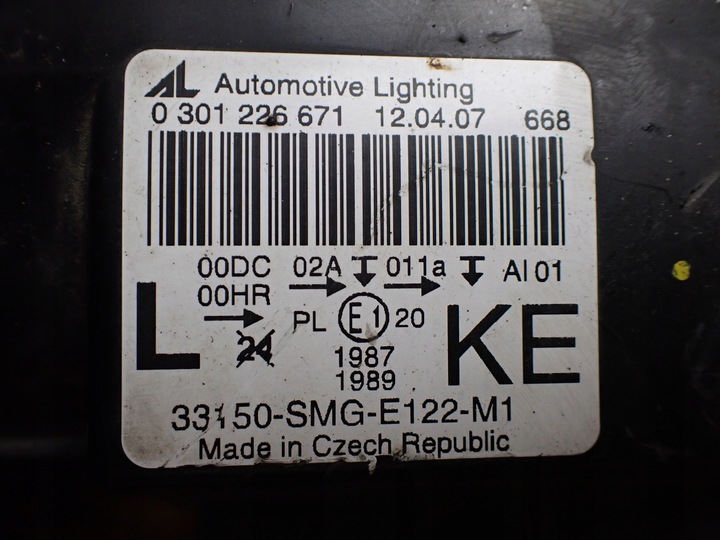 AL Automotive Lighting
0 301 226 671 12.04.07 668
00DC 02A 011a AI 01
00HR
L PL E1 20 KE
24
1987
1989
33150-SMG-E122-M1
Made in Czech Republic